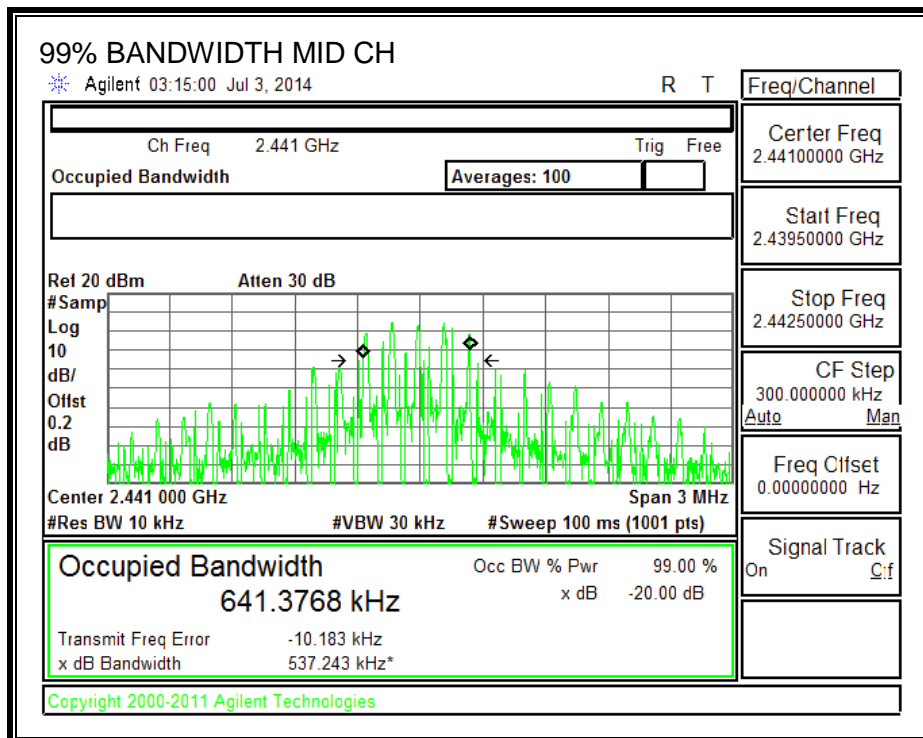 99% BANDWIDTH MID CH
Agilent 03:15:00 Jul 3, 2014 R T
Freq/Channel
Ch Freq 2.441 GHz Trig Free
Occupied Bandwidth Averages: 100
Center Freq
2.44100000 GHz
Start Freq
2.43950000 GHz
Stop Freq
2.44250000 GHz
CF Step
300.000000 kHz
Auto Man
Freq Offset
0.00000000 Hz
Signal Track
On Off
Ref 20 dBm Atten 30 dB
#Samp
Log
10
dB/
Offst
0.2
dB
Center 2.441 000 GHz Span 3 MHz
#Res BW 10 kHz #VBW 30 kHz #Sweep 100 ms (1001 pts)
Occupied Bandwidth
641.3768 kHz
Occ BW % Pwr 99.00 %
x dB -20.00 dB
Transmit Freq Error -10.183 kHz
x dB Bandwidth 537.243 kHz*
Copyright 2000-2011 Agilent Technologies